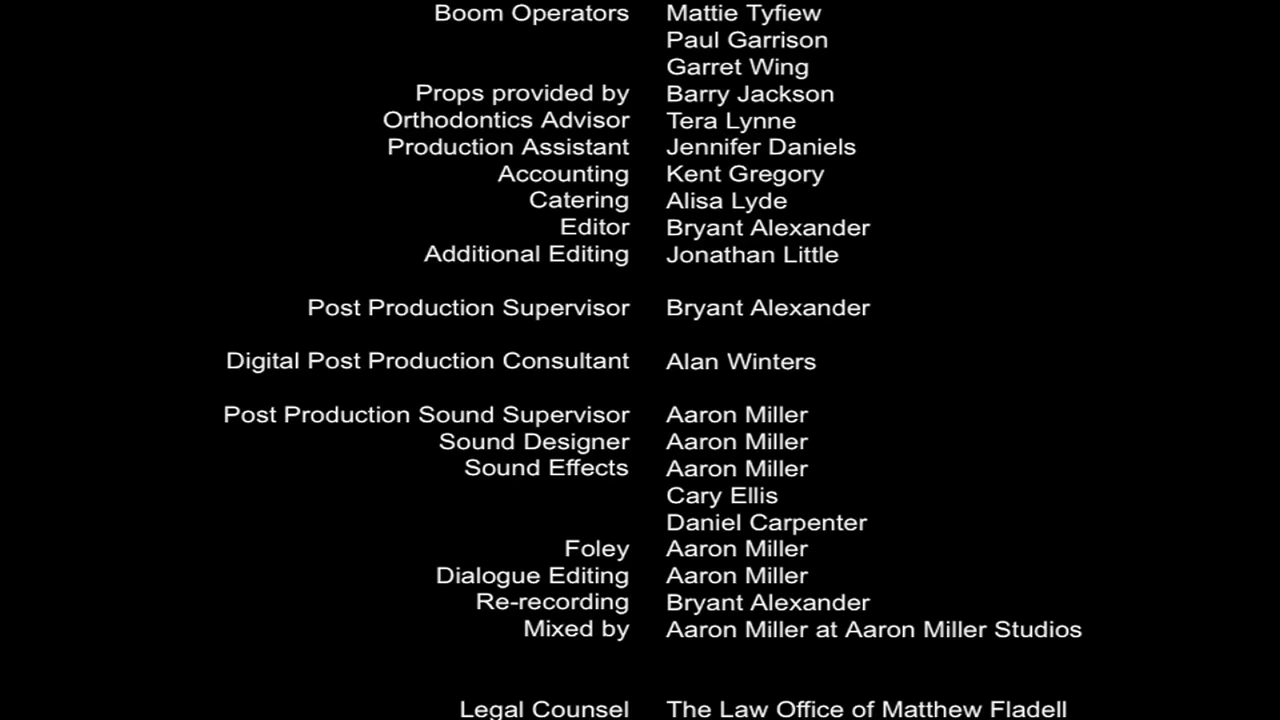 Boom Operators Mattie Tyfiew
Paul Garrison
Garret Wing
Props provided by Barry Jackson
Orthodontics Advisor Tera Lynne
Production Assistant Jennifer Daniels
Accounting Kent Gregory
Catering Alisa Lyde
Editor Bryant Alexander
Additional Editing Jonathan Little
Post Production Supervisor Bryant Alexander
Digital Post Production Consultant Alan Winters
Post Production Sound Supervisor Aaron Miller
Sound Designer Aaron Miller
Sound Effects Aaron Miller
Cary Ellis
Daniel Carpenter
Foley Aaron Miller
Dialogue Editing Aaron Miller
Re-recording Bryant Alexander
Mixed by Aaron Miller at Aaron Miller Studios
Legal Counsel The Law Office of Matthew Fladell